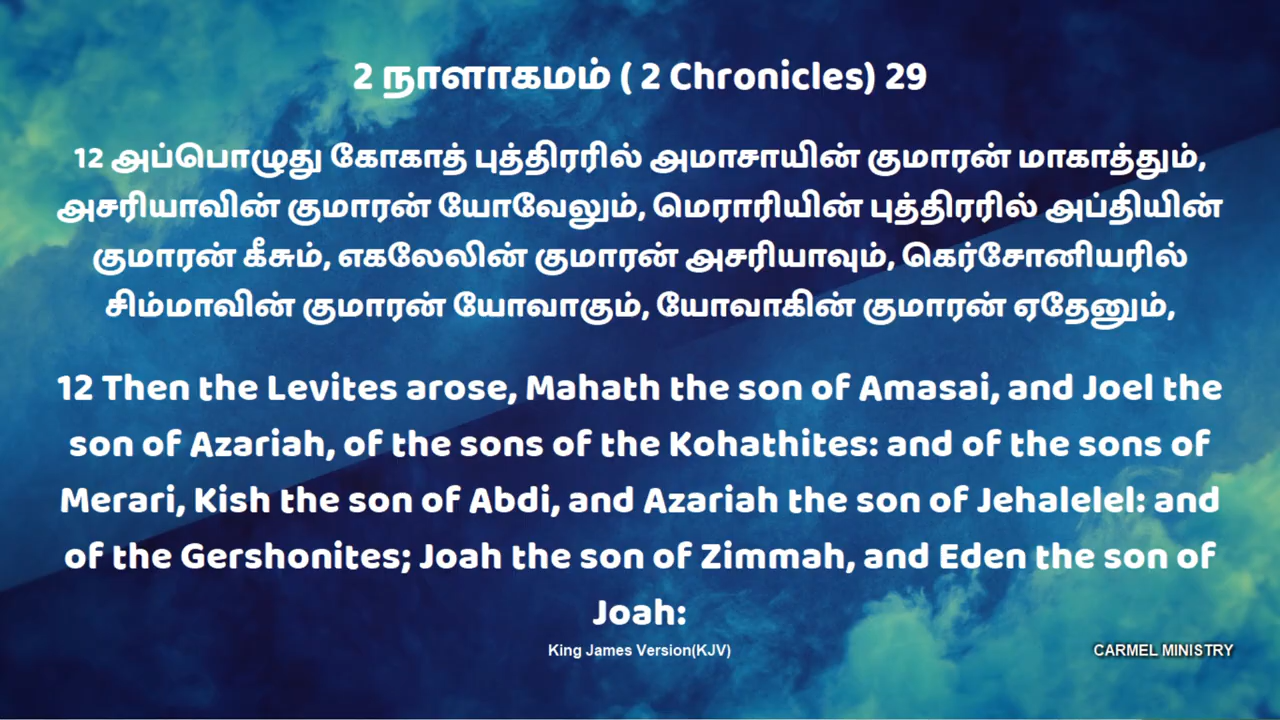 2 நாளாகமம் ( 2 Chronicles) 29
12 அப்பொழுது கோகாத் புத்திரரில் அமாசாயின் குமாரன் மாகாத்தும்,
அசரியாவின் குமாரன் யோவேலும், மெராரியின் புத்திரரில் அப்தியின்
குமாரன் கீசும், எகலேலின் குமாரன் அசரியாவும், கெர்சோனியரில்
சிம்மாவின் குமாரன் யோவாகும், யோவாகின் குமாரன் ஏதேனும்,
12 Then the Levites arose, Mahath the son of Amasai, and Joel the
son of Azariah, of the sons of the Kohathites: and of the sons of
Merari, Kish the son of Abdi, and Azariah the son of Jehalelel: and
of the Gershonites; Joah the son of Zimmah, and Eden the son of
Joah:
King James Version(KJV)
CARMEL MINISTRY